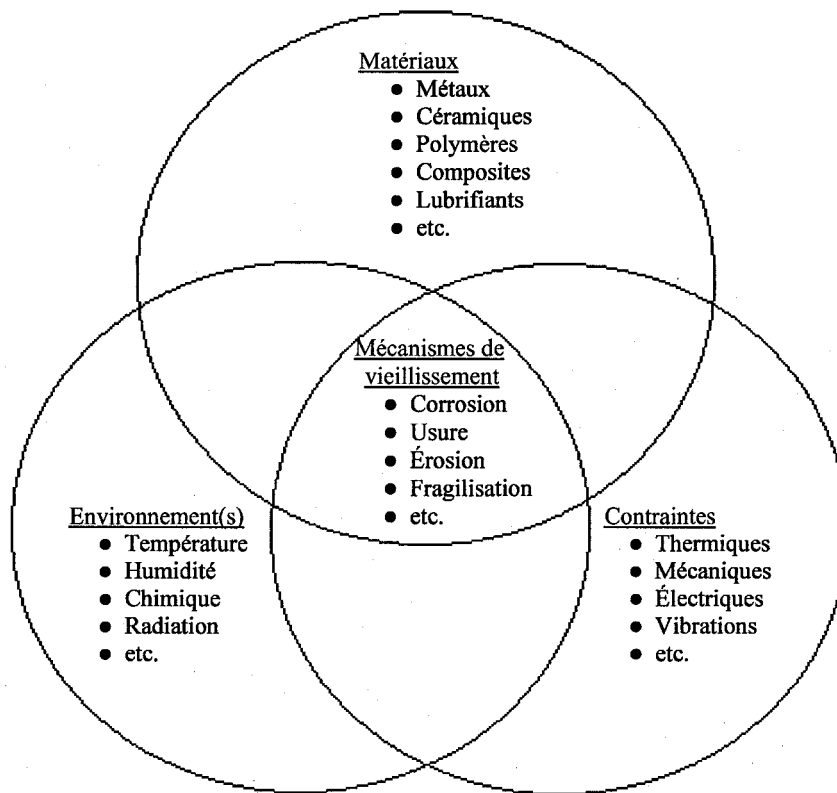 Matériaux
● Métaux
● Céramiques
● Polymères
● Composites
● Lubrifiants
● etc.
Mécanismes de
vieillissement
● Corrosion
● Usure
● Érosion
● Fragilisation
● etc.
Environnement(s)
● Température
● Humidité
● Chimique
● Radiation
● etc.
Contraintes
● Thermiques
● Mécaniques
● Électriques
● Vibrations
● etc.